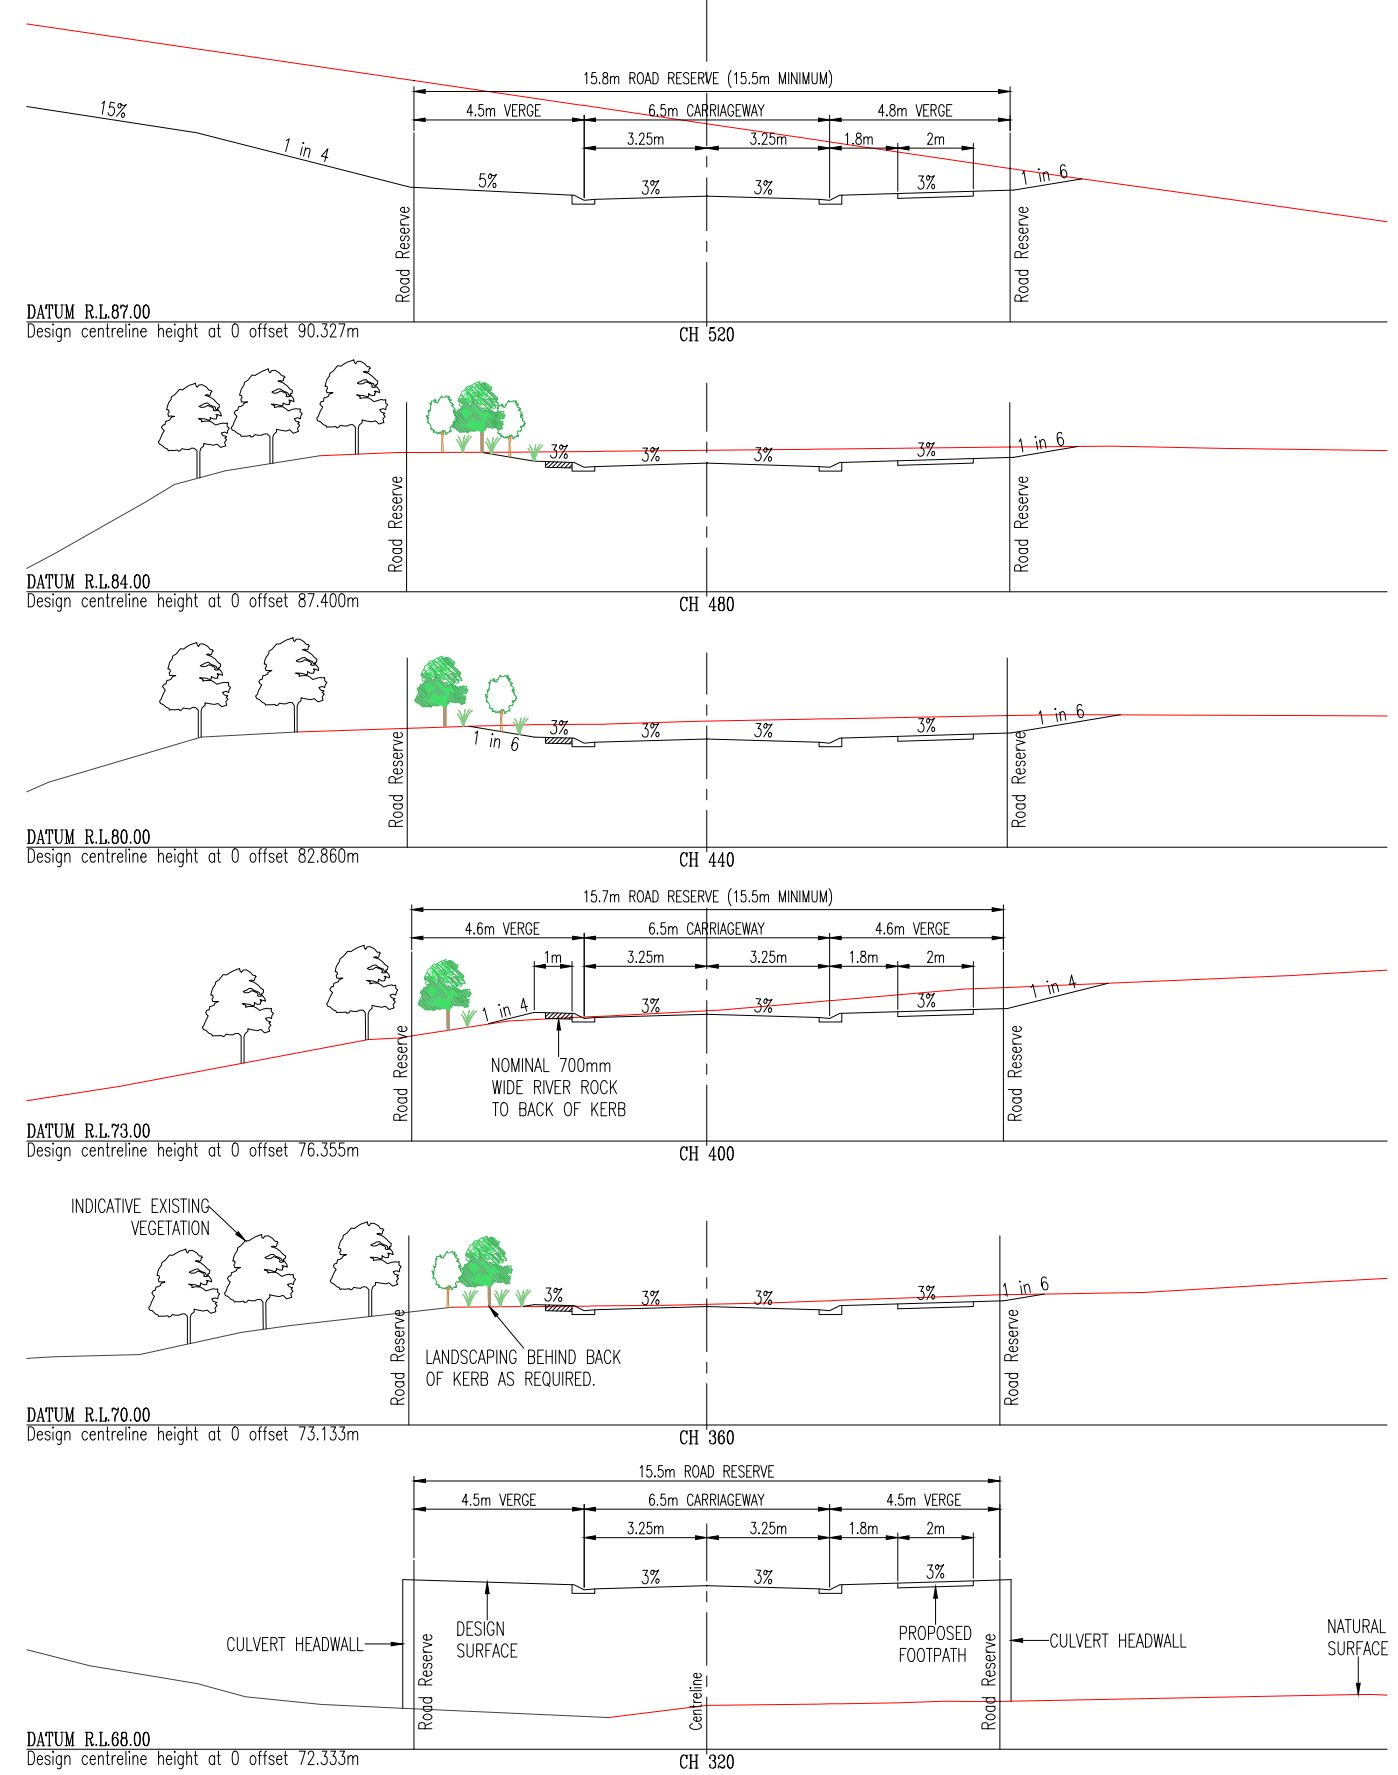 15.8m ROAD RESERVE (15.5m MINIMUM)
4.5m VERGE 6.5m CARRIAGEWAY 4.8m VERGE
3.25m 3.25m 1.8m 2m
15%
1 in 4
5% 3% 3% 3% 1 in 6
Road Reserve Road Reserve
DATUM R.L.87.00
Design centreline height at 0 offset 90.327m
CH 520
3% 3% 3% 3% 1 in 6
Road Reserve Road Reserve
DATUM R.L.84.00
Design centreline height at 0 offset 87.400m
CH 480
1 in 6 3% 3% 3% 3% 1 in 6
Road Reserve Road Reserve
DATUM R.L.80.00
Design centreline height at 0 offset 82.860m
CH 440
15.7m ROAD RESERVE (15.5m MINIMUM)
4.6m VERGE 6.5m CARRIAGEWAY 4.6m VERGE
1m 3.25m 3.25m 1.8m 2m
1 in 4 3% 3% 3% 1 in 4
NOMINAL 700mm
WIDE RIVER ROCK
TO BACK OF KERB
Road Reserve Road Reserve
DATUM R.L.73.00
Design centreline height at 0 offset 76.355m
CH 400
INDICATIVE EXISTING
VEGETATION
3% 3% 3% 3% 1 in 6
LANDSCAPING BEHIND BACK
OF KERB AS REQUIRED.
Road Reserve Road Reserve
DATUM R.L.70.00
Design centreline height at 0 offset 73.133m
CH 360
15.5m ROAD RESERVE
4.5m VERGE 6.5m CARRIAGEWAY 4.5m VERGE
3.25m 3.25m 1.8m 2m
3% 3% 3%
CULVERT HEADWALL
DESIGN
SURFACE
PROPOSED
FOOTPATH
CULVERT HEADWALL
NATURAL
SURFACE
Road Reserve Centreline Road Reserve
DATUM R.L.68.00
Design centreline height at 0 offset 72.333m
CH 320